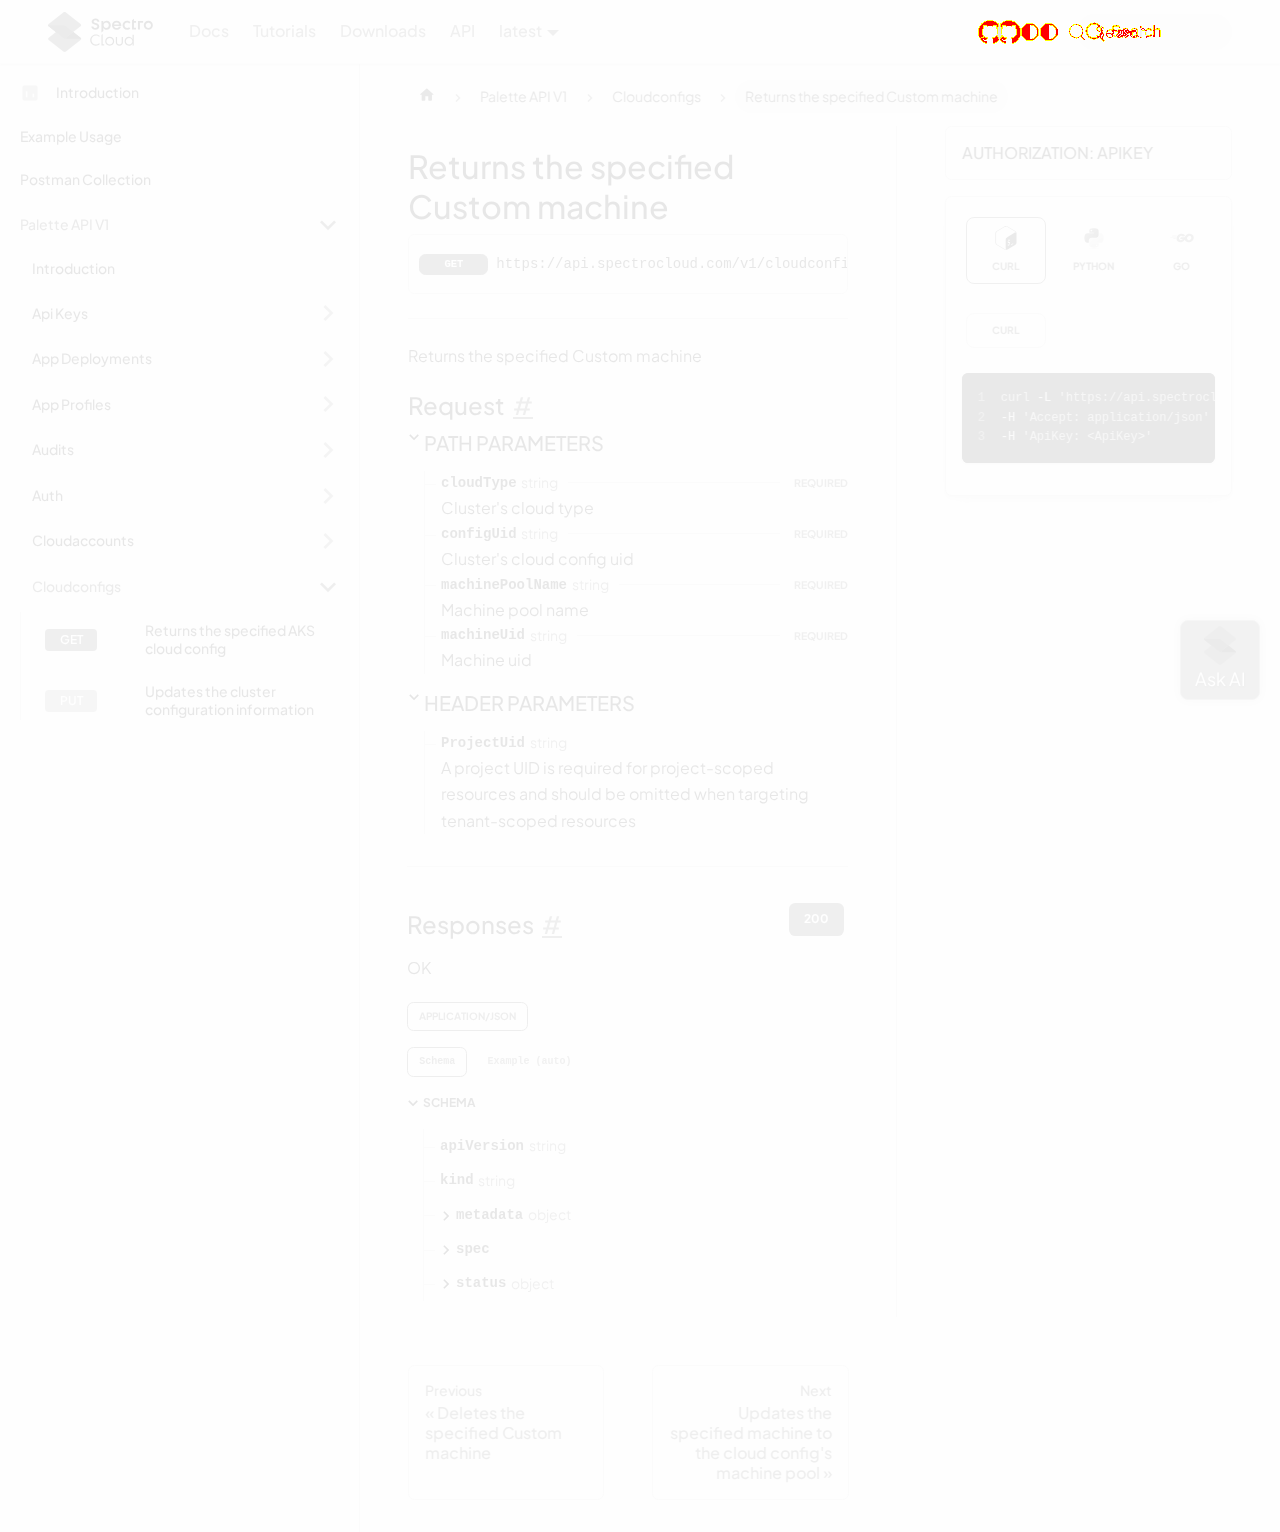 Spectro
Cloud
Docs
Tutorials
Downloads
API
latest
Introduction
Example Usage
Postman Collection
Palette API V1
Introduction
Api Keys
App Deployments
App Profiles
Audits
Auth
Cloudaccounts
Cloudconfigs
GET
Returns the specified AKS
cloud config
PUT
Updates the cluster
configuration information
Palette API V1
Cloudconfigs
Returns the specified Custom machine
Returns the specified
Custom machine
GET
https://api.spectrocloud.com/v1/cloudconfi
Returns the specified Custom machine
Request #
PATH PARAMETERS
cloudType string
REQUIRED
Cluster's cloud type
configUid string
REQUIRED
Cluster's cloud config uid
machinePoolName string
REQUIRED
Machine pool name
machineUid string
REQUIRED
Machine uid
HEADER PARAMETERS
ProjectUid string
A project UID is required for project-scoped
resources and should be omitted when targeting
tenant-scoped resources
Responses #
200
OK
APPLICATION/JSON
Schema
Example (auto)
SCHEMA
apiVersion string
kind string
metadata object
spec
status object
Previous
« Deletes the
specified Custom
machine
Next
Updates the
specified machine to
the cloud config's
machine pool »
AUTHORIZATION: APIKEY
CURL
PYTHON
GO
GO
CURL
1 curl -L 'https://api.spectrocl
2 -H 'Accept: application/json'
3 -H 'ApiKey: <ApiKey>'
Ask AI